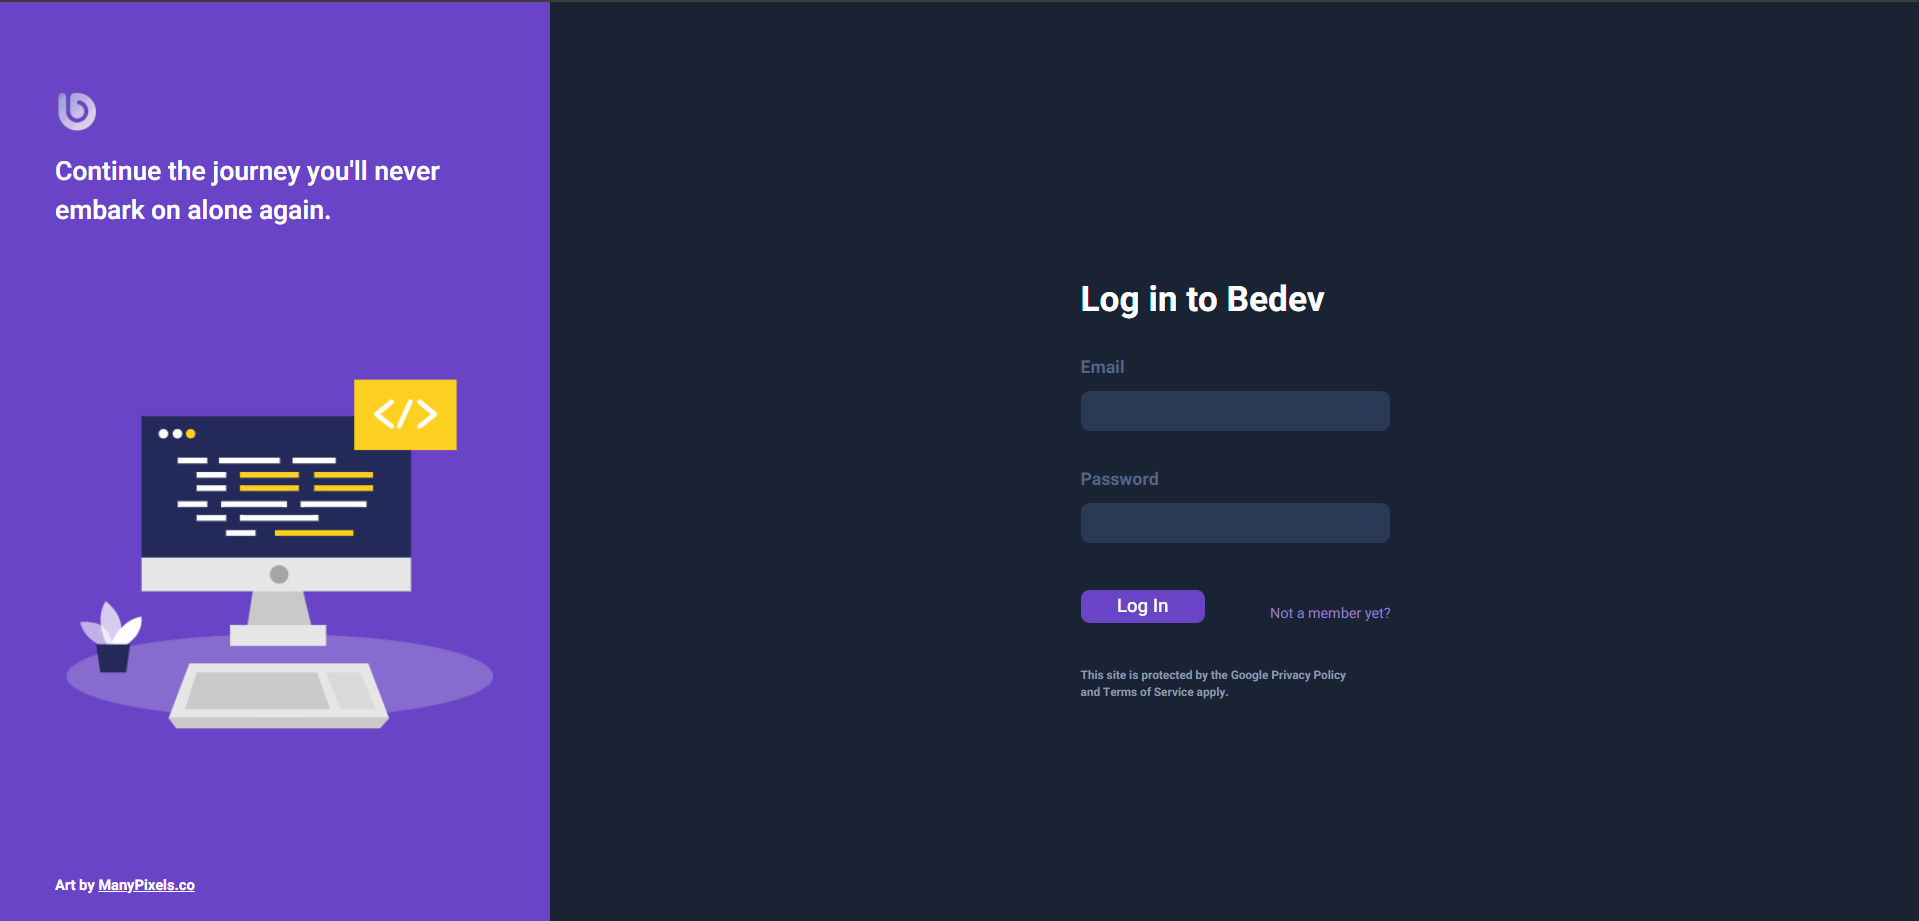 Continue the journey you'll never
embark on alone again.
</>
Art by ManyPixels.co
Log in to Bedev
Email
Password
Log In
Not a member yet?
This site is protected by the Google Privacy Policy
and Terms of Service apply.